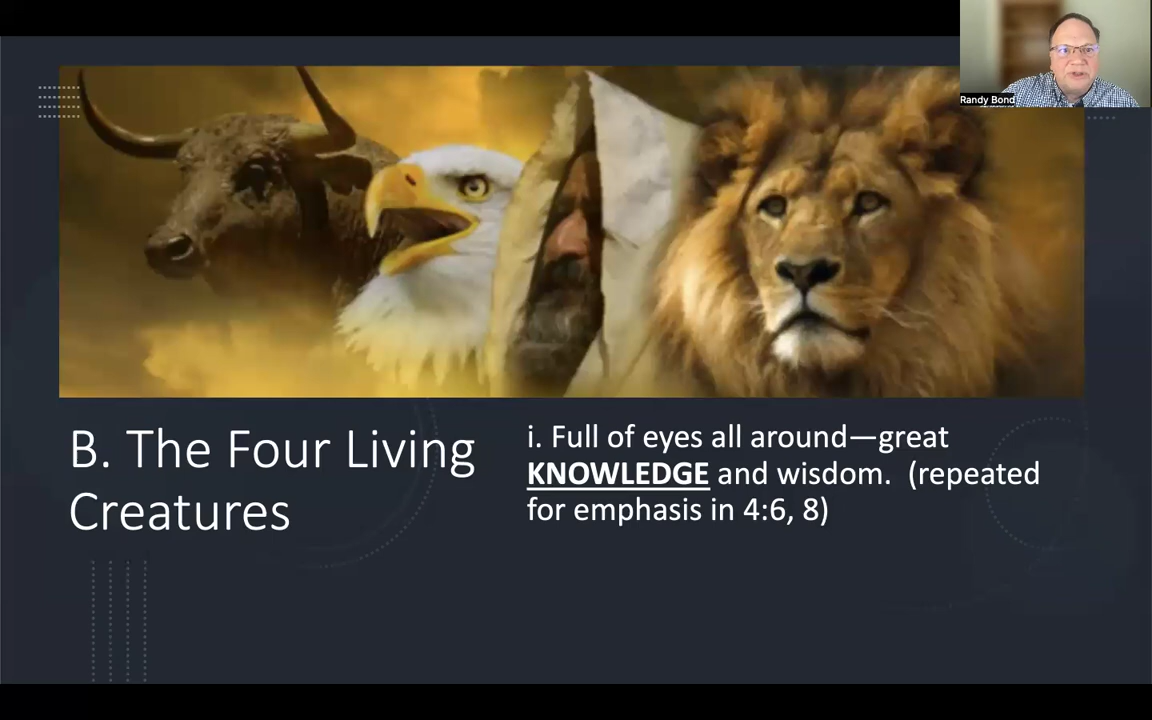 Randy Bond
B. The Four Living
Creatures
i. Full of eyes all around—great
KNOWLEDGE and wisdom.  (repeated
for emphasis in 4:6, 8)